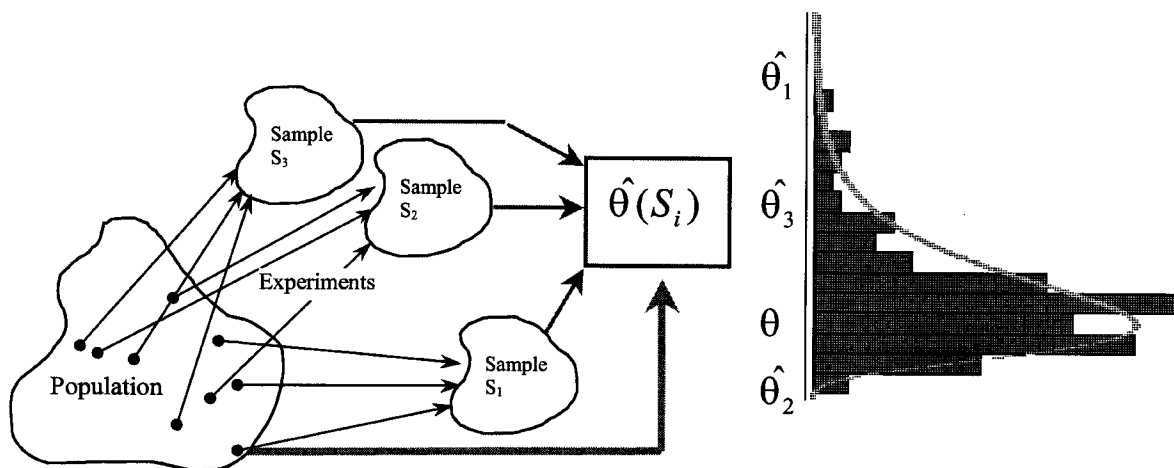 Sample
S₃
Sample
S₂
Experiments
Population
Sample
S₁
θ̂(Sᵢ)
θ̂₁
θ̂₃
θ
θ̂₂